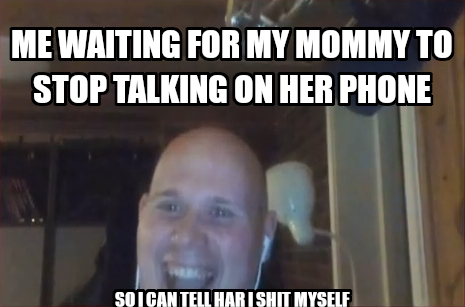 ME WAITING FOR MY MOMMY TO
STOP TALKING ON HER PHONE
SO I CAN TELL HAR I SHIT MYSELF